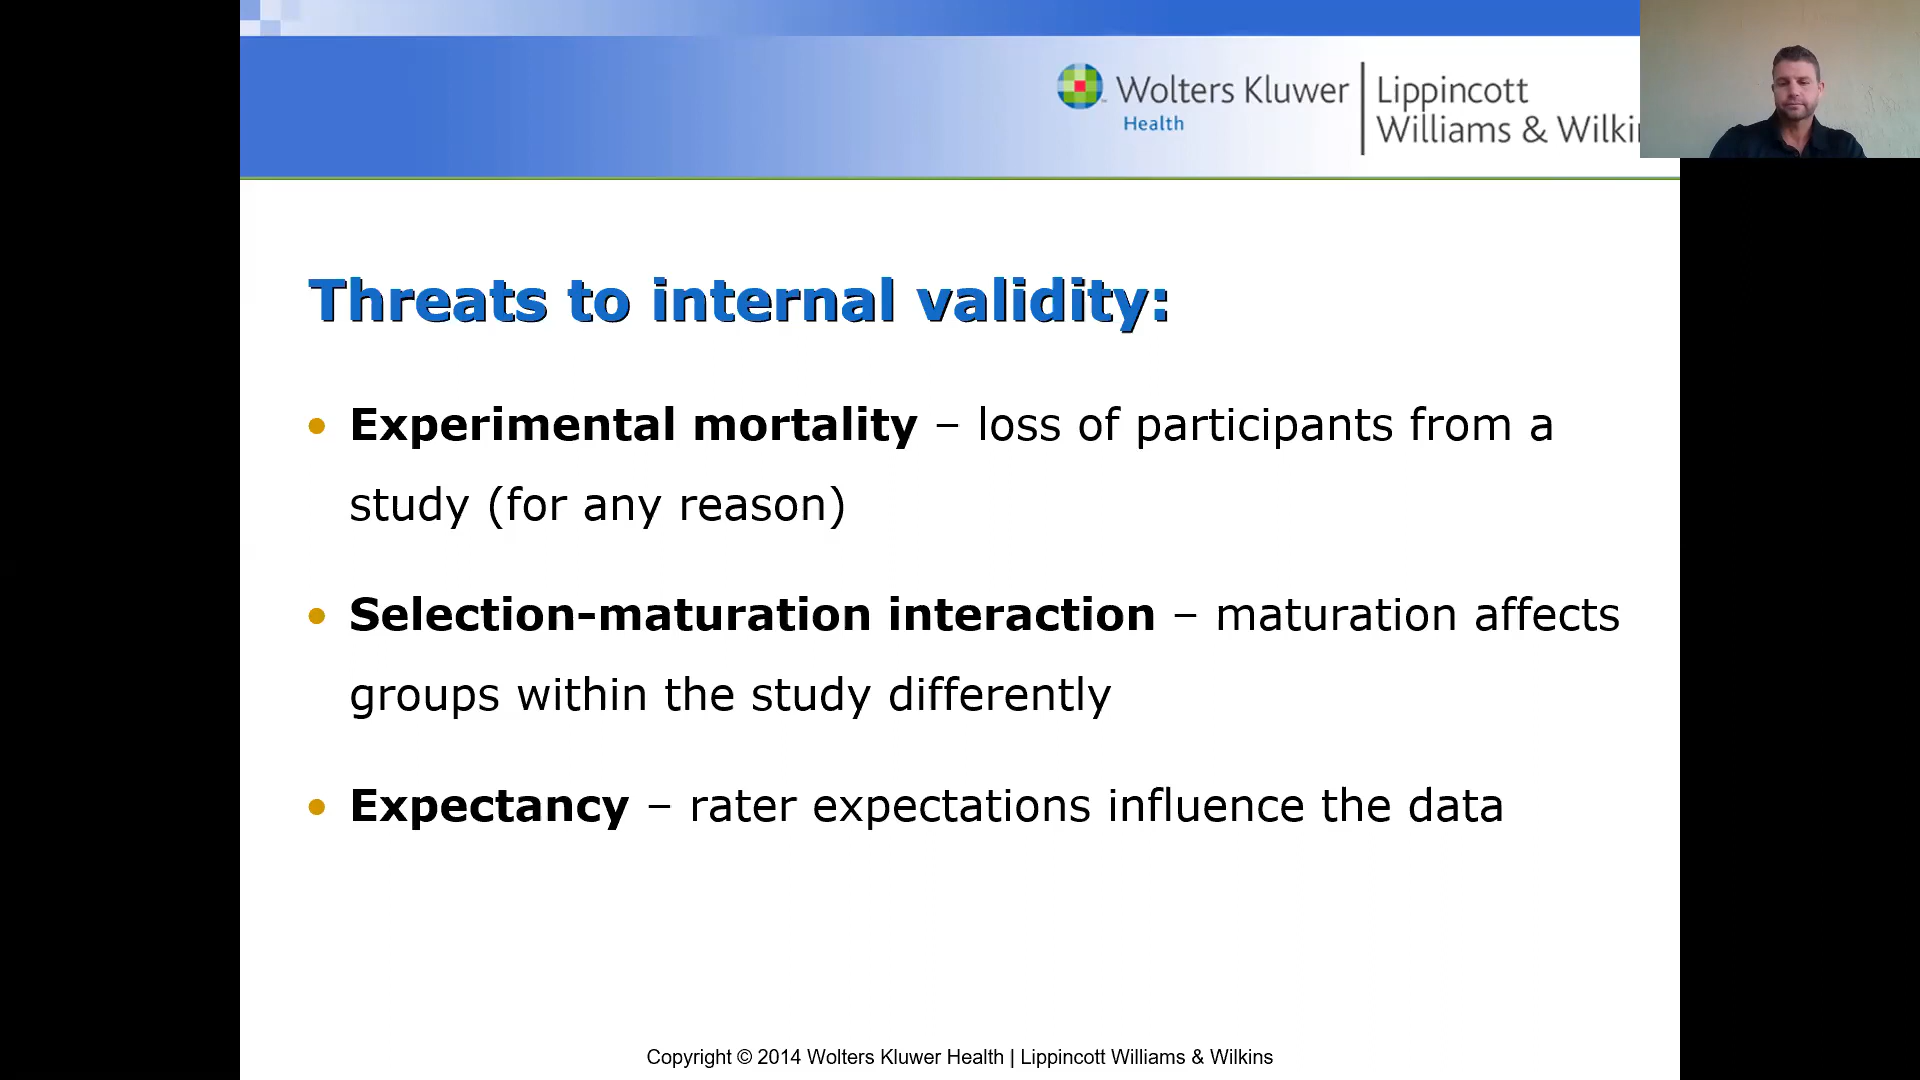 Wolters Kluwer
Health
Lippincott
Williams & Wilki
Threats to internal validity:
• Experimental mortality – loss of participants from a
study (for any reason)
• Selection-maturation interaction – maturation affects
groups within the study differently
• Expectancy – rater expectations influence the data
Copyright © 2014 Wolters Kluwer Health | Lippincott Williams & Wilkins